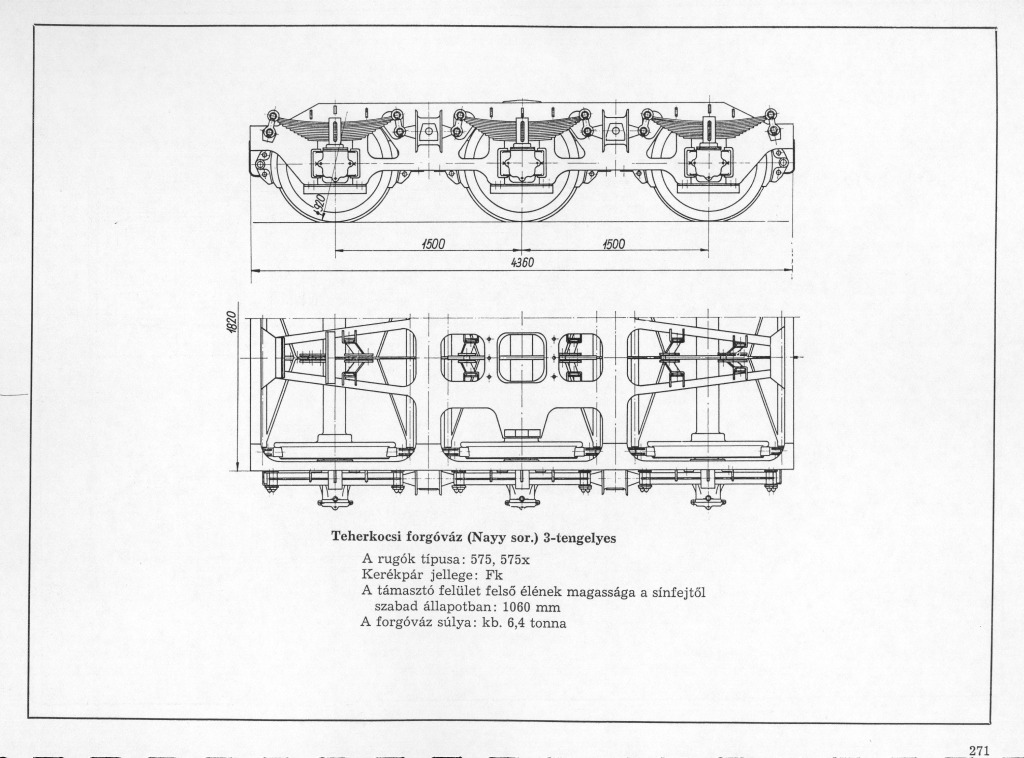 ⌀920
1500
1500
4360
1820
Teherkocsi forgóváz (Nayy sor.) 3-tengelyes
A rugók típusa: 575, 575x
Kerékpár jellege: Fk
A támasztó felület felső élének magassága a sínfejtől
szabad állapotban: 1060 mm
A forgóváz súlya: kb. 6,4 tonna
271